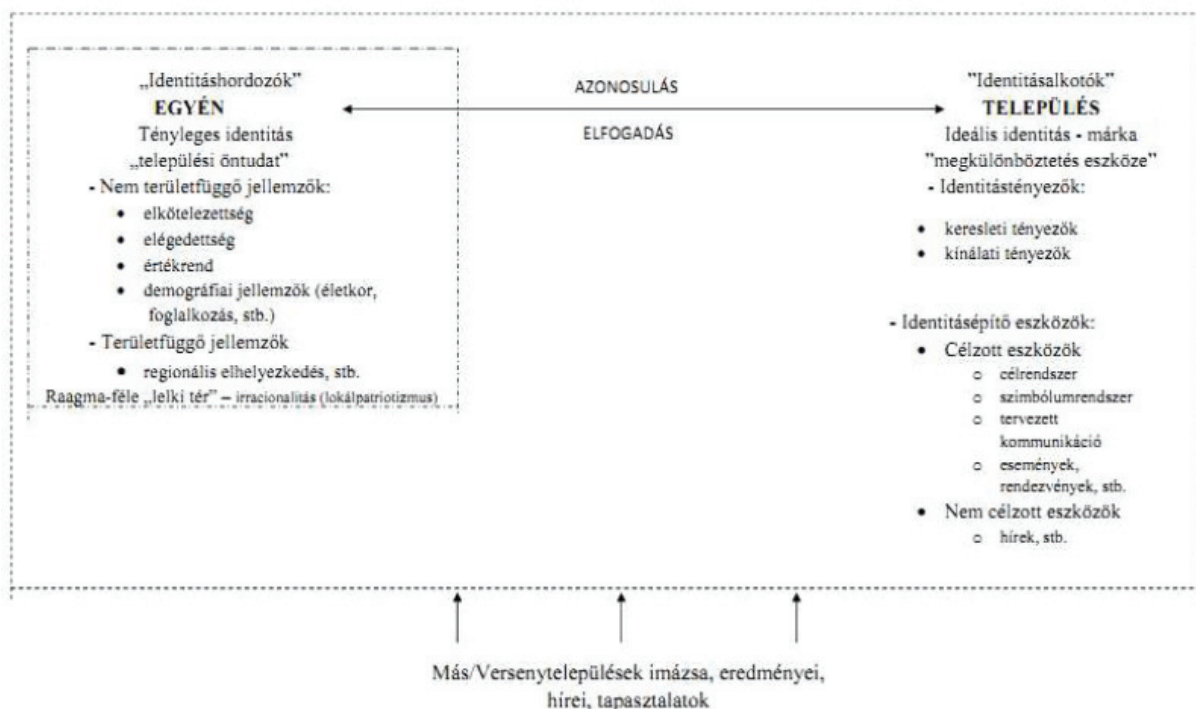 „Identitáshordozók”
EGYÉN
Tényleges identitás
„települési öntudat”
- Nem területfüggő jellemzők:
• elkötelezettség
• elégedettség
• értékrend
• demográfiai jellemzők (életkor,
foglalkozás, stb.)
- Területfüggő jellemzők
• regionális elhelyezkedés, stb.
Raagma-féle „lelki tér” – irracionalitás (lokálpatriotizmus)
AZONOSULÁS
ELFOGADÁS
"Identitásalkotók”
TELEPÜLÉS
Ideális identitás - márka
"megkülönböztetés eszköze”
- Identitástényezők:
• keresleti tényezők
• kínálati tényezők
- Identitásépítő eszközök:
• Célzott eszközök
o célrendszer
o szimbólumrendszer
o tervezett
kommunikáció
o események,
rendezvények, stb.
• Nem célzott eszközök
o hírek, stb.
Más/Versenytelepülések imázsa, eredményei,
hírei, tapasztalatok